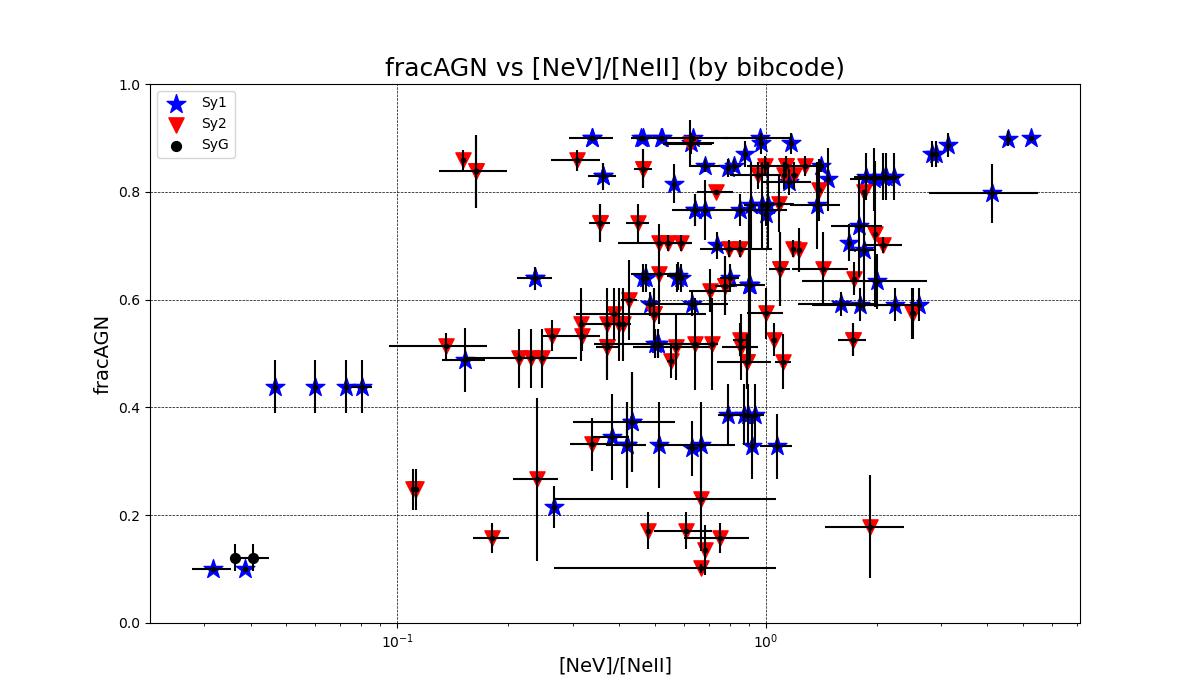 fracAGN vs [NeV]/[NeII] (by bibcode)
1.0
Sy1
Sy2
SyG
0.8
0.6
fracAGN
0.4
0.2
0.0
10⁻¹ 10⁰
[NeV]/[NeII]